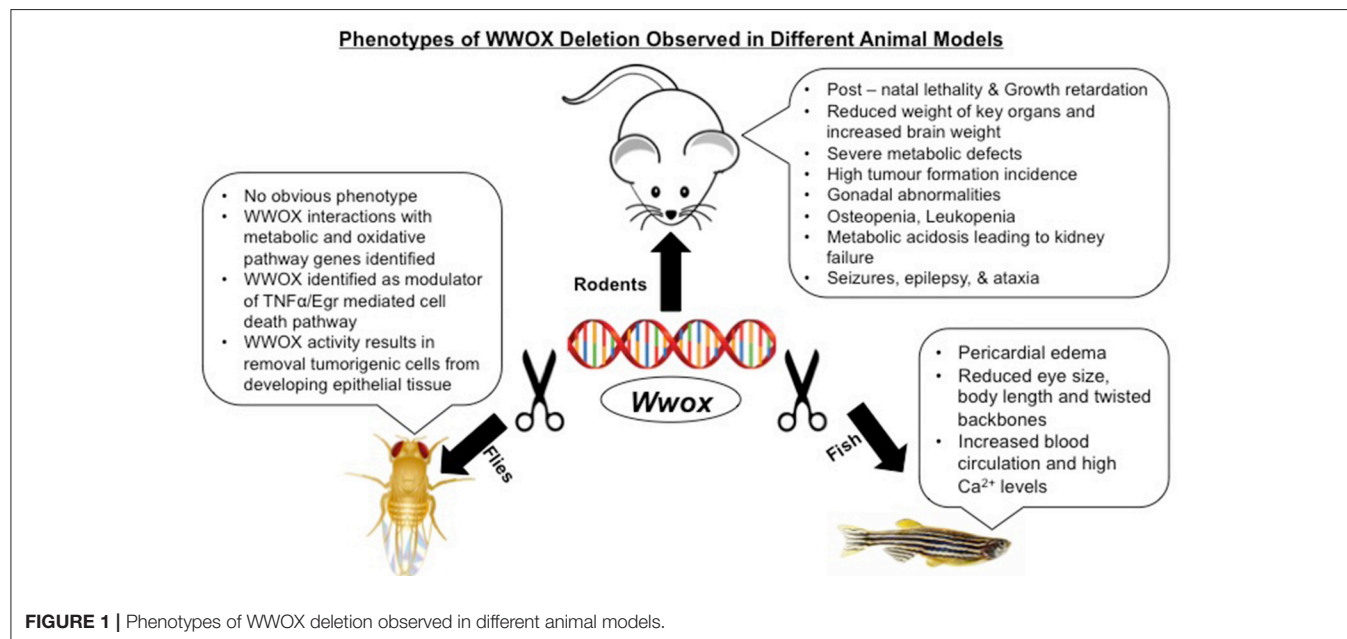 Phenotypes of WWOX Deletion Observed in Different Animal Models
• Post – natal lethality & Growth retardation
• Reduced weight of key organs and
increased brain weight
• Severe metabolic defects
• High tumour formation incidence
• Gonadal abnormalities
• Osteopenia, Leukopenia
• Metabolic acidosis leading to kidney
failure
• Seizures, epilepsy, & ataxia
• No obvious phenotype
• WWOX interactions with
metabolic and oxidative
pathway genes identified
• WWOX identified as modulator
of TNFα/Egr mediated cell
death pathway
• WWOX activity results in
removal tumorigenic cells from
developing epithelial tissue
Rodents
Wwox
Flies
Fish
• Pericardial edema
• Reduced eye size,
body length and twisted
backbones
• Increased blood
circulation and high
Ca²⁺ levels
FIGURE 1 | Phenotypes of WWOX deletion observed in different animal models.